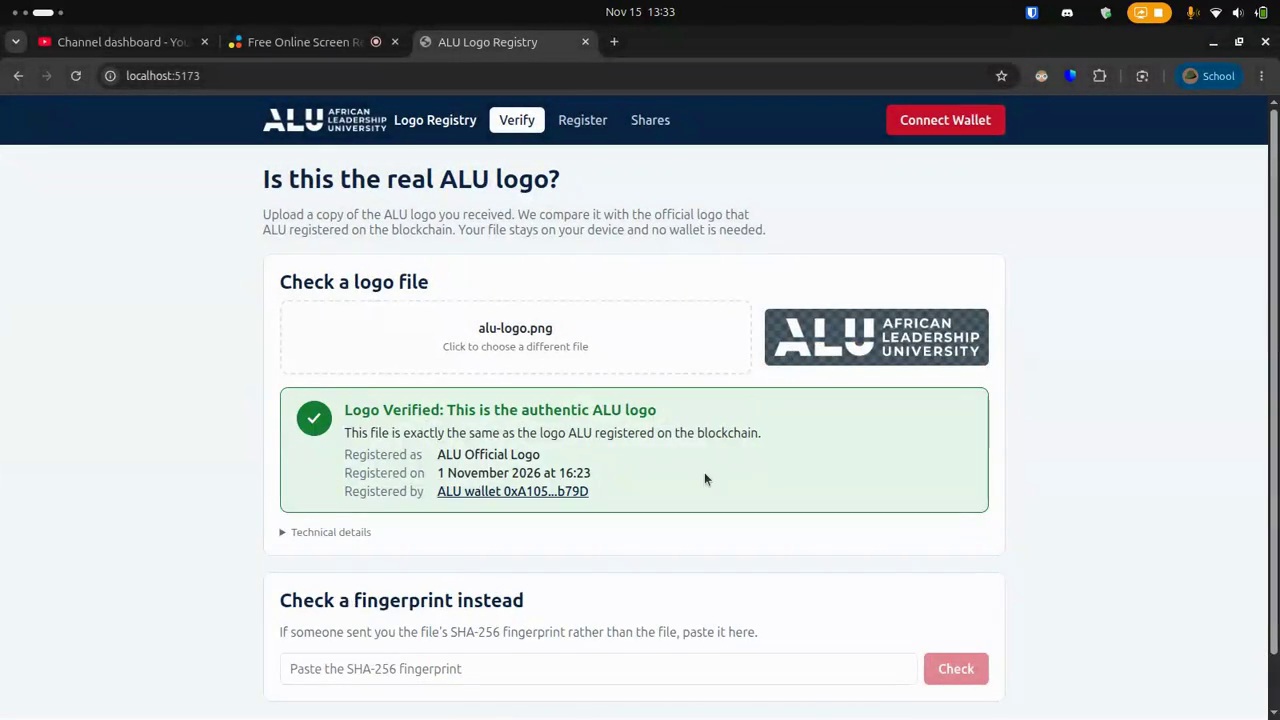 Nov 15 13:33
Channel dashboard - You
Free Online Screen Re
ALU Logo Registry
localhost:5173
School
ALU AFRICAN LEADERSHIP UNIVERSITY
Logo Registry
Verify
Register
Shares
Connect Wallet
Is this the real ALU logo?
Upload a copy of the ALU logo you received. We compare it with the official logo that
ALU registered on the blockchain. Your file stays on your device and no wallet is needed.
Check a logo file
alu-logo.png
Click to choose a different file
ALU AFRICAN LEADERSHIP UNIVERSITY
Logo Verified: This is the authentic ALU logo
This file is exactly the same as the logo ALU registered on the blockchain.
Registered as ALU Official Logo
Registered on 1 November 2026 at 16:23
Registered by ALU wallet 0xA105...b79D
Technical details
Check a fingerprint instead
If someone sent you the file's SHA-256 fingerprint rather than the file, paste it here.
Paste the SHA-256 fingerprint
Check